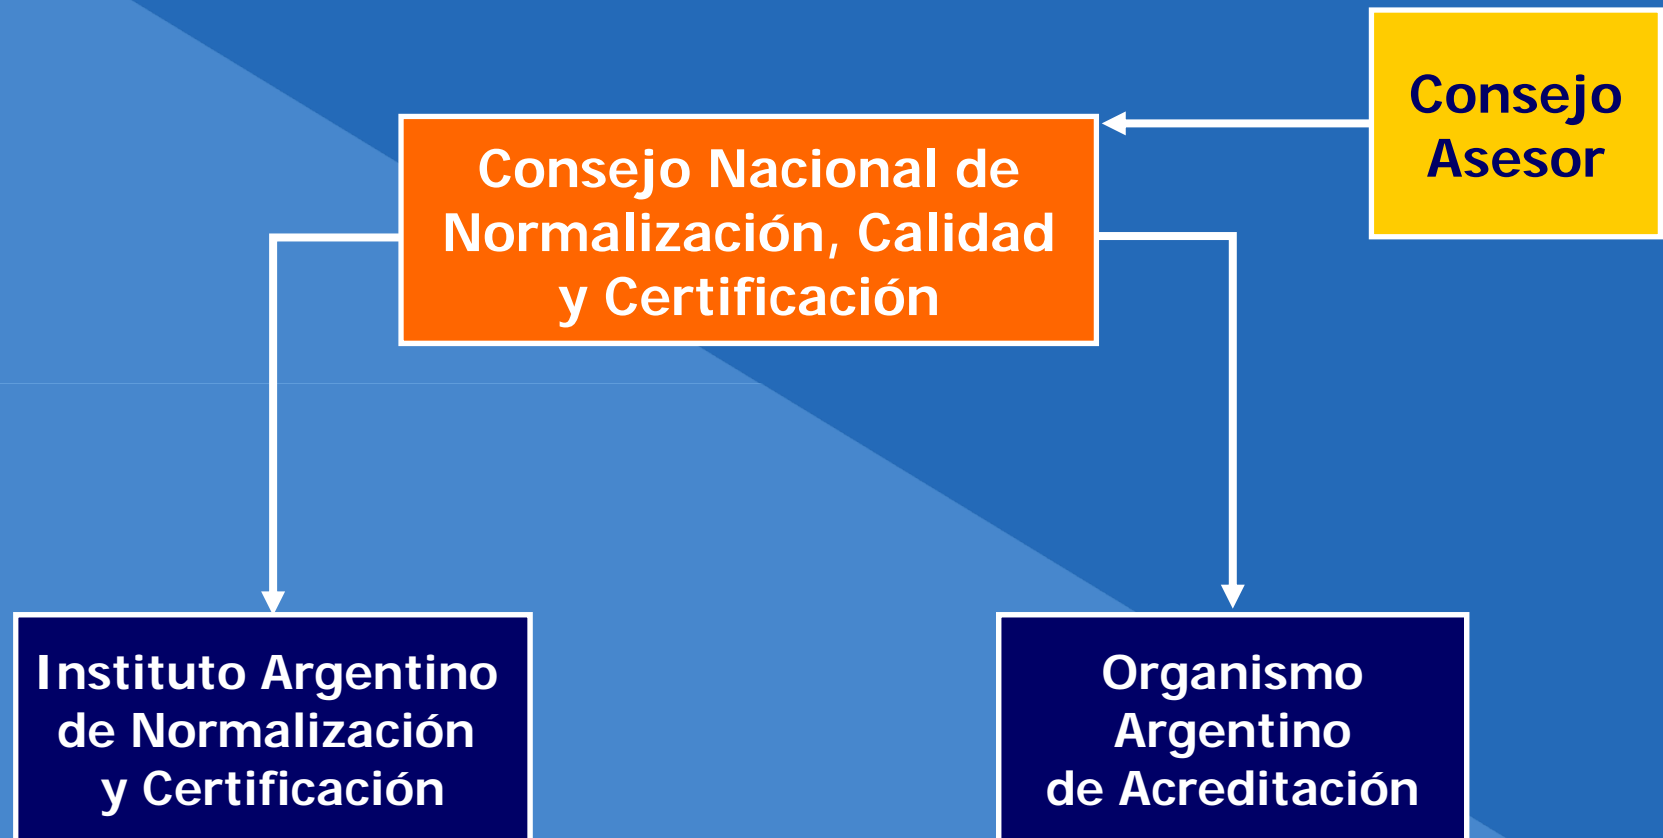 Consejo
Asesor
Consejo Nacional de
Normalización, Calidad
y Certificación
Instituto Argentino
de Normalización
y Certificación
Organismo
Argentino
de Acreditación